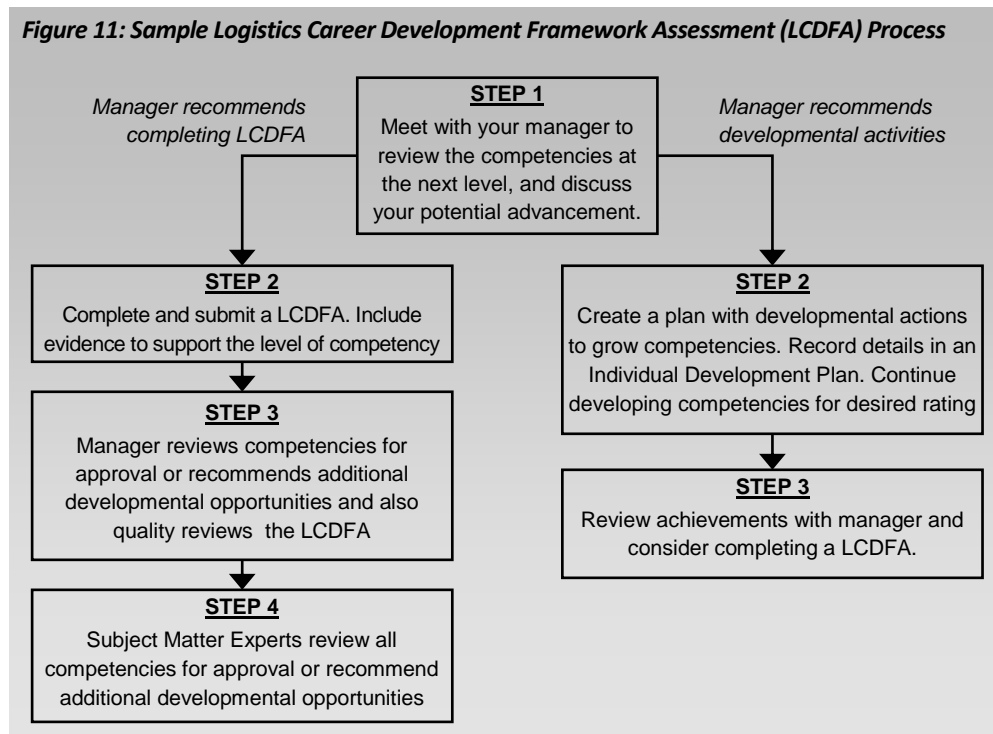 Figure 11: Sample Logistics Career Development Framework Assessment (LCDFA) Process
Manager recommends
completing LCDFA
STEP 1
Meet with your manager to
review the competencies at
the next level, and discuss
your potential advancement.
Manager recommends
developmental activities
STEP 2
Complete and submit a LCDFA. Include
evidence to support the level of competency
STEP 3
Manager reviews competencies for
approval or recommends additional
developmental opportunities and also
quality reviews the LCDFA
STEP 4
Subject Matter Experts review all
competencies for approval or recommend
additional developmental opportunities
STEP 2
Create a plan with developmental actions
to grow competencies. Record details in an
Individual Development Plan. Continue
developing competencies for desired rating
STEP 3
Review achievements with manager and
consider completing a LCDFA.